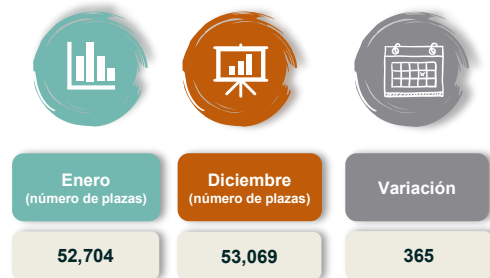 Enero
(número de plazas)
Diciembre
(número de plazas)
Variación
52,704
53,069
365